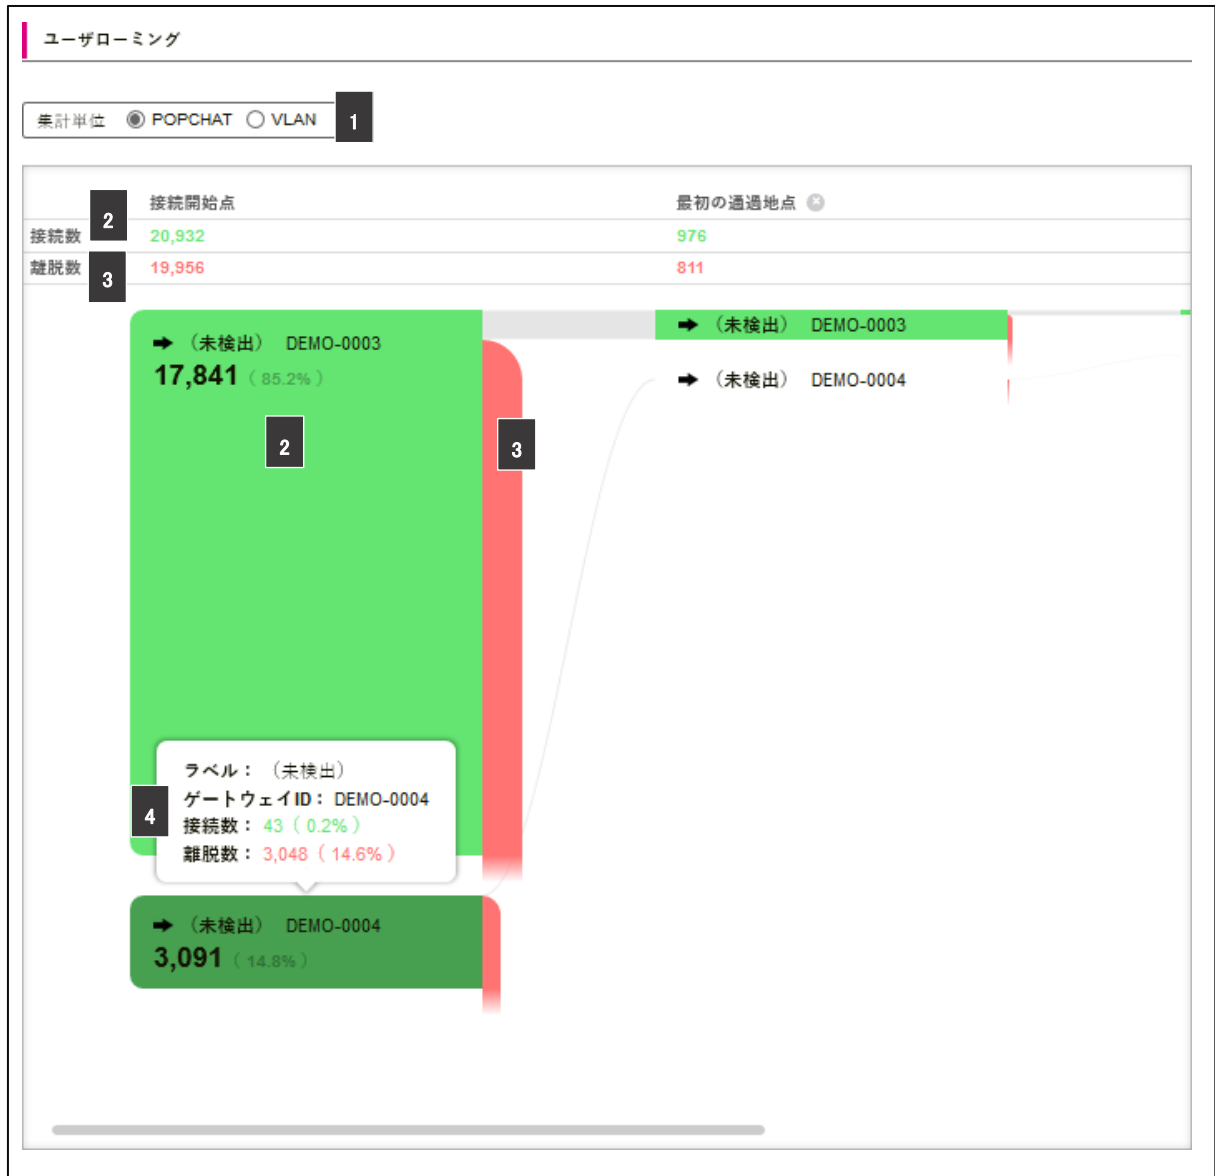 ユーザローミング
集計単位 POPCHAT VLAN 1
接続開始点 最初の通過地点
2
接続数 20,932 976
離脱数 19,956 811
3
➡ （未検出） DEMO-0003
17,841 ( 85.2% )
➡ （未検出） DEMO-0003
➡ （未検出） DEMO-0004
2
3
ラベル： （未検出）
ゲートウェイID： DEMO-0004
4
接続数： 43 ( 0.2% )
離脱数： 3,048 ( 14.6% )
➡ （未検出） DEMO-0004
3,091 ( 14.8% )